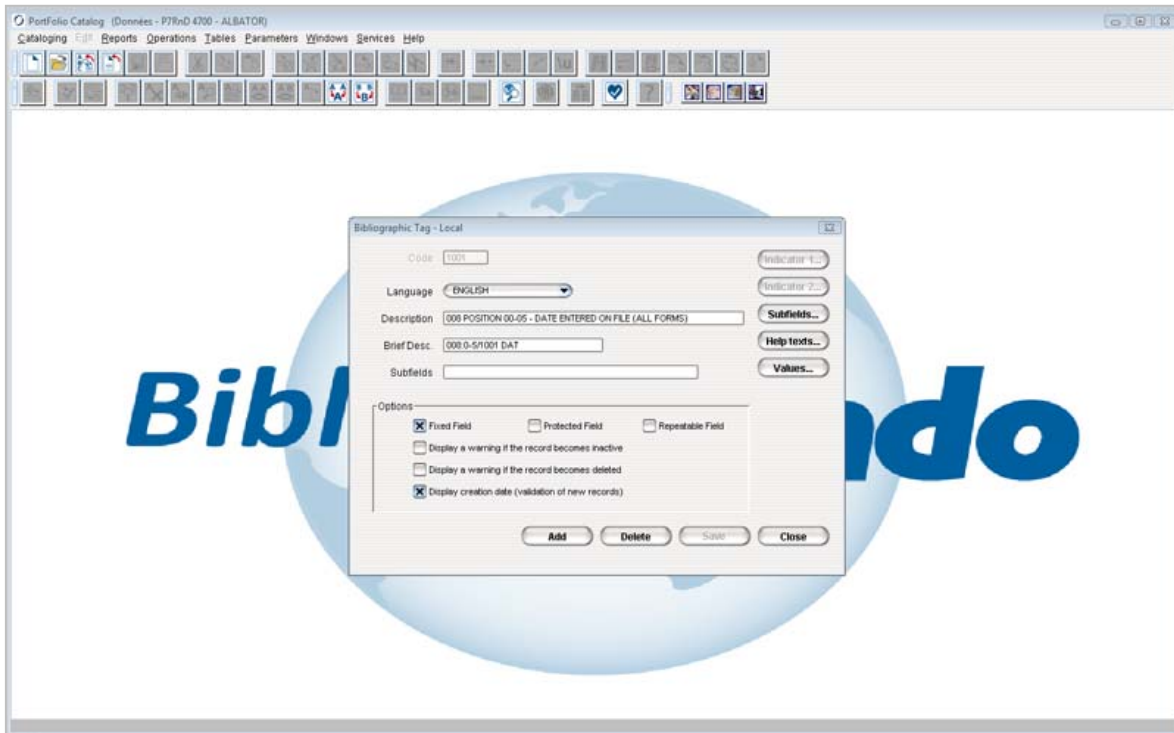 PortFolio Catalog (Données - P7RnD 4700 - ALBATOR)
Cataloging Edit Reports Operations Tables Parameters Windows Services Help
Bibliographic Tag - Local
Code 1001
Indicator 1...
Language ENGLISH
Indicator 2...
Description 008 POSITION 00-05 - DATE ENTERED ON FILE (ALL FORMS)
Subfields...
Brief Desc. 008:0-5/1001 DAT
Help texts...
Subfields
Values...
Bibl
ndo
Options
Fixed Field Protected Field Repeatable Field
Display a warning if the record becomes inactive
Display a warning if the record becomes deleted
Display creation date (validation of new records)
Add Delete Save Close